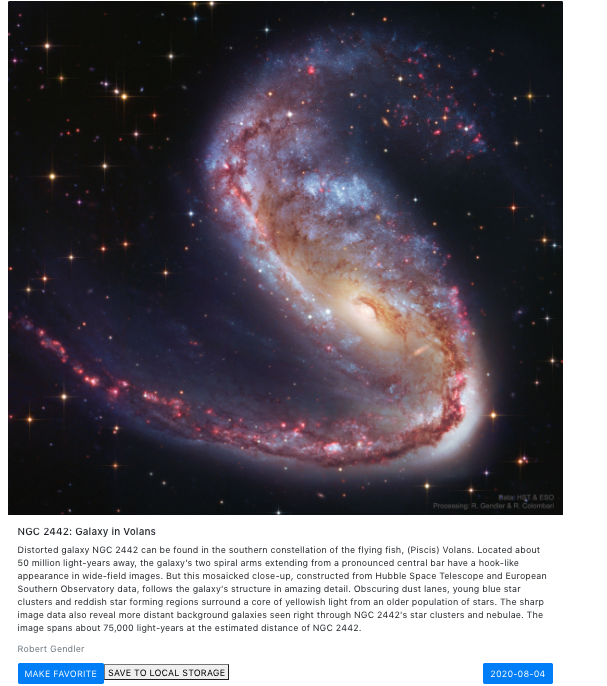 Data: HST & ESO
Processing: R. Gendler & R. Colombari
NGC 2442: Galaxy in Volans
Distorted galaxy NGC 2442 can be found in the southern constellation of the flying fish, (Piscis) Volans. Located about
50 million light-years away, the galaxy's two spiral arms extending from a pronounced central bar have a hook-like
appearance in wide-field images. But this mosaicked close-up, constructed from Hubble Space Telescope and European
Southern Observatory data, follows the galaxy's structure in amazing detail. Obscuring dust lanes, young blue star
clusters and reddish star forming regions surround a core of yellowish light from an older population of stars. The sharp
image data also reveal more distant background galaxies seen right through NGC 2442's star clusters and nebulae. The
image spans about 75,000 light-years at the estimated distance of NGC 2442.
Robert Gendler
MAKE FAVORITE SAVE TO LOCAL STORAGE 2020-08-04